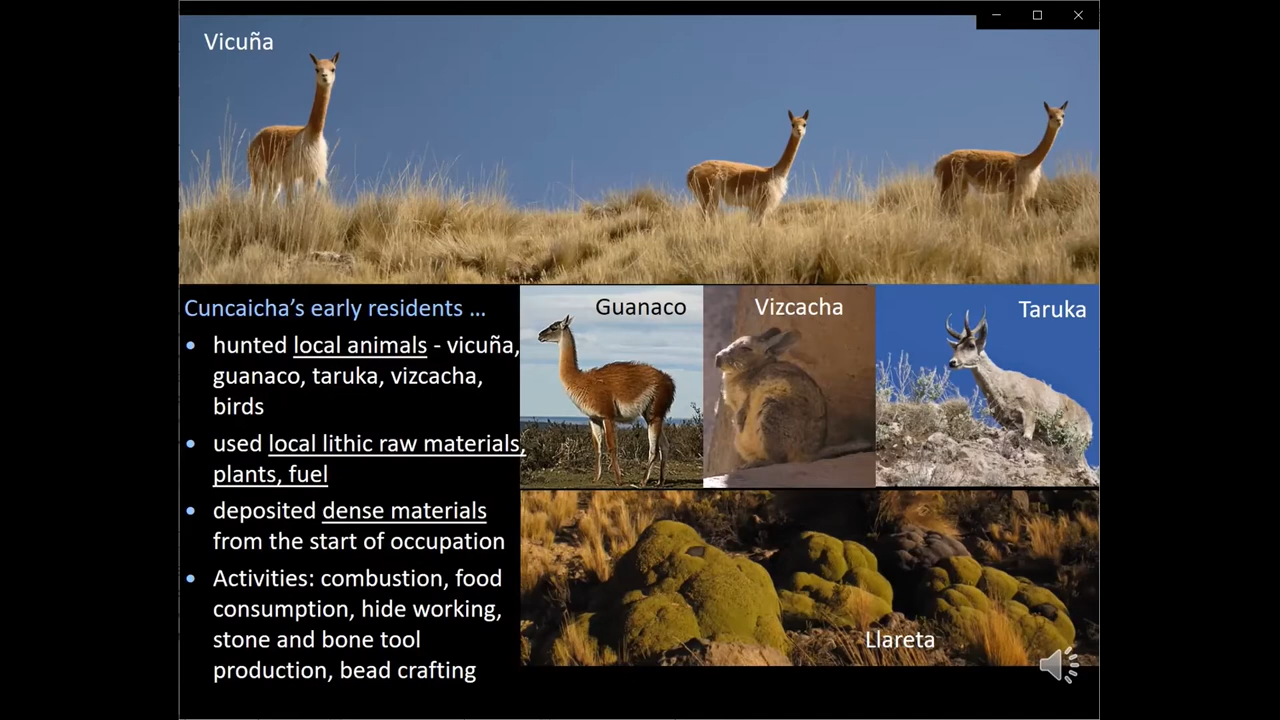 Vicuña
Cuncaicha's early residents ...
• hunted local animals - vicuña,
guanaco, taruka, vizcacha,
birds
• used local lithic raw materials,
plants, fuel
• deposited dense materials
from the start of occupation
• Activities: combustion, food
consumption, hide working,
stone and bone tool
production, bead crafting
Guanaco
Vizcacha
Taruka
Llareta